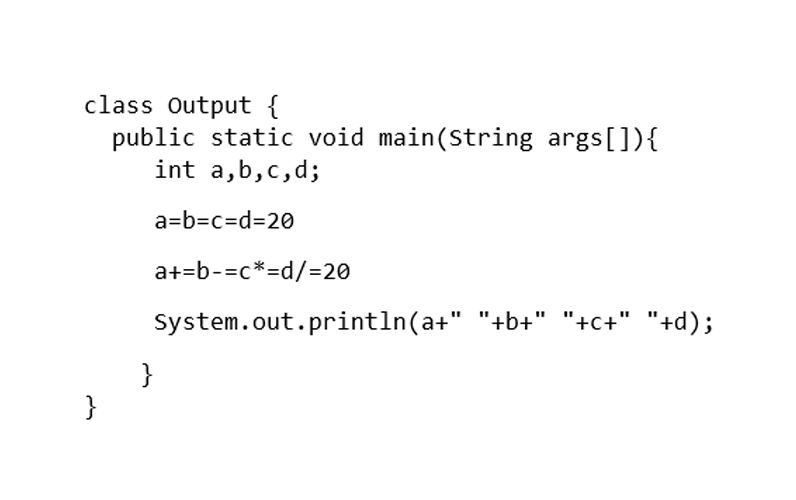 class Output {
public static void main(String args[]){
int a,b,c,d;
a=b=c=d=20
a+=b-=c*=d/=20
System.out.println(a+" "+b+" "+c+" "+d);
}
}